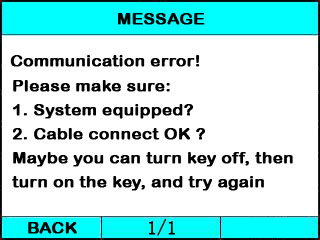 MESSAGE
Communication error!
Please make sure:
1. System equipped?
2. Cable connect OK ?
Maybe you can turn key off, then
turn on the key, and try again
BACK 1/1